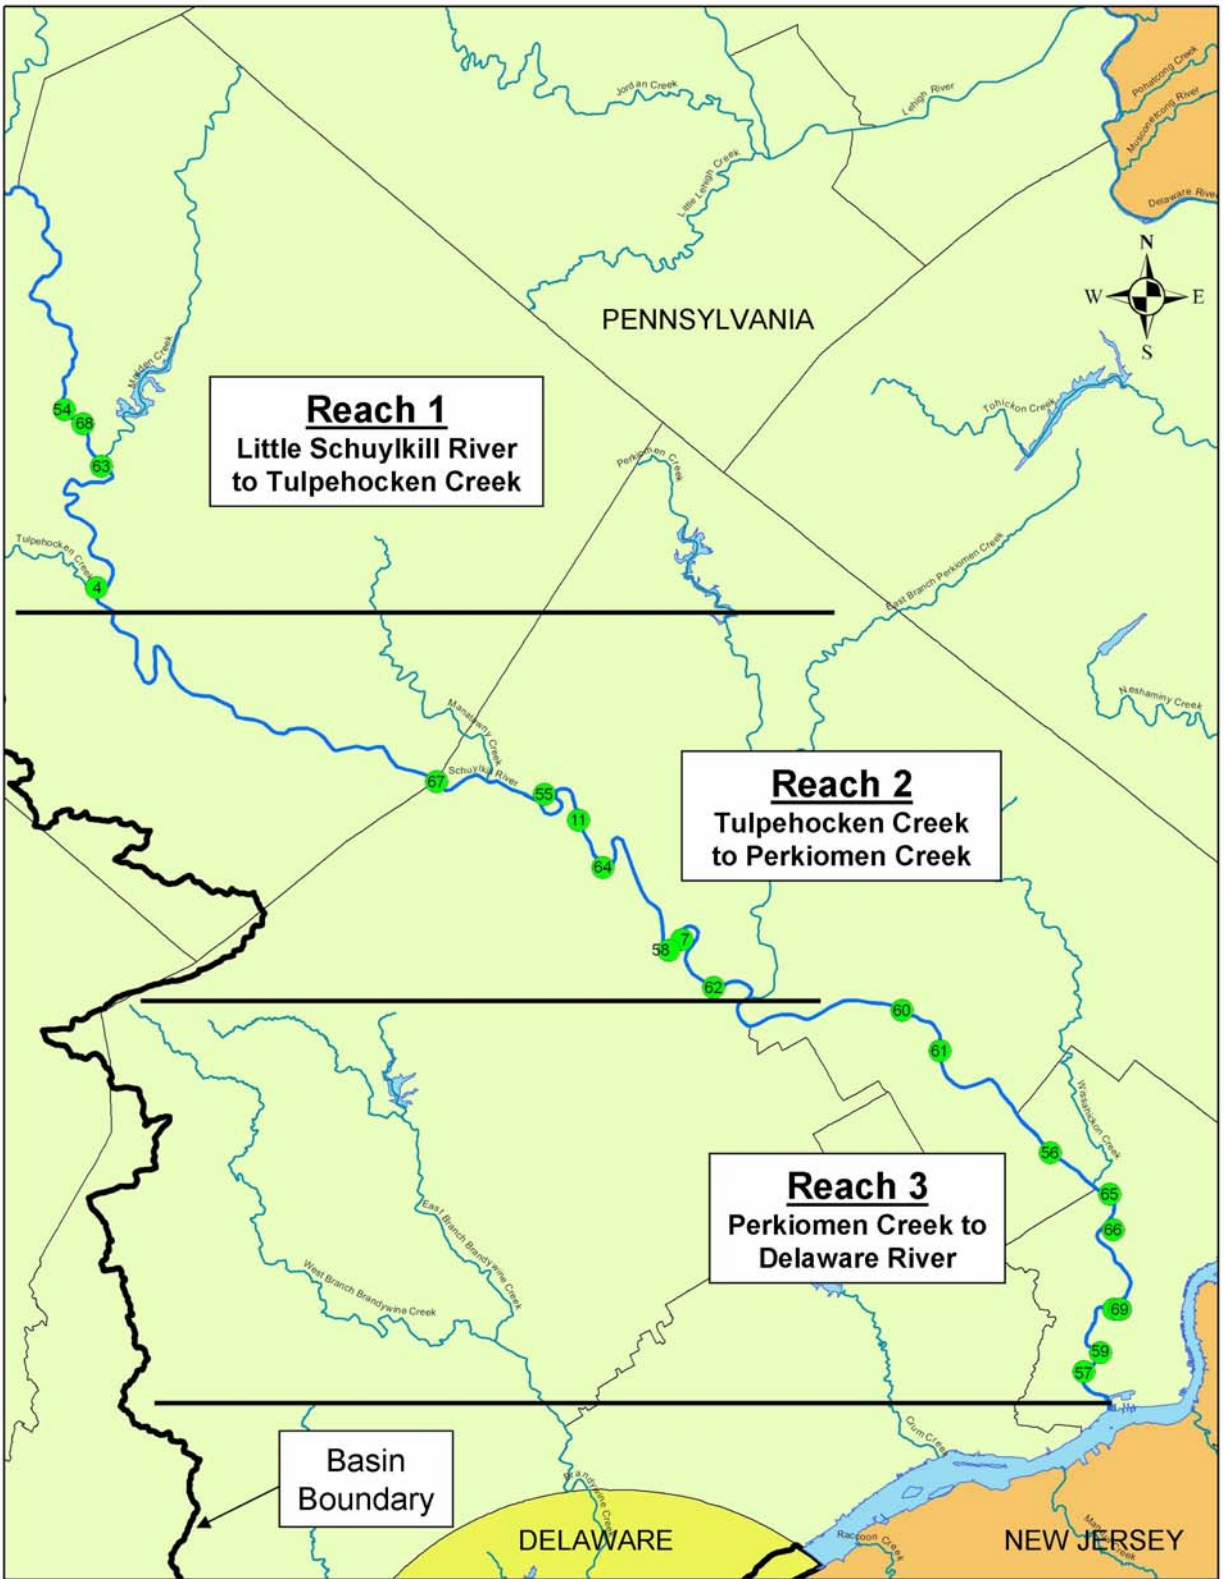 Jordan Creek
Lehigh River
Pohatcong Creek
Musconetcong River
Little Lehigh Creek
Delaware River
N
W
E
S
PENNSYLVANIA
Maiden Creek
Reach 1
Little Schuylkill River
to Tulpehocken Creek
54
68
63
Tohickon Creek
Perkiomen Creek
Tulpehocken Creek
4
East Branch Perkiomen Creek
Neshaminy Creek
Manatawny Creek
Schuylkill River
67
55
11
64
Reach 2
Tulpehocken Creek
to Perkiomen Creek
7
58
62
60
61
Wissahickon Creek
56
65
66
Reach 3
Perkiomen Creek to
Delaware River
East Branch Brandywine Creek
West Branch Brandywine Creek
69
59
57
Crum Creek
Basin
Boundary
Brandywine Creek
DELAWARE
Raccoon Creek
NEW JERSEY
Mantua Creek